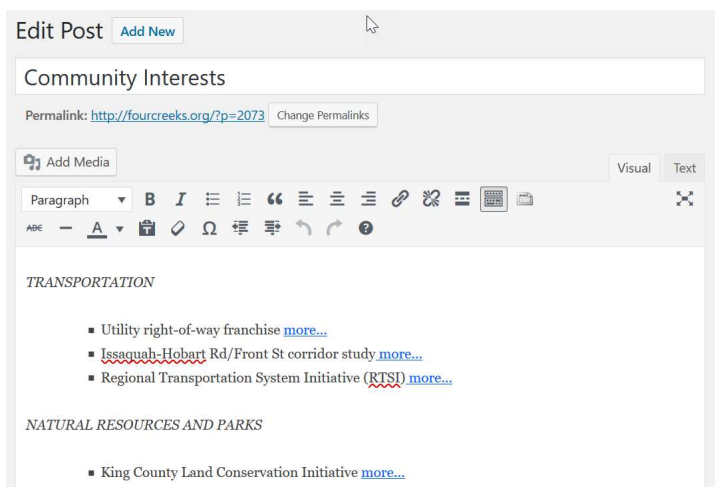 Edit Post Add New
Community Interests
Permalink: http://fourcreeks.org/?p=2073 Change Permalinks
Add Media Visual Text
Paragraph B I
ABC A T Ω ?
TRANSPORTATION
▪ Utility right-of-way franchise more...
▪ Issaquah-Hobart Rd/Front St corridor study more...
▪ Regional Transportation System Initiative (RTSI) more...
NATURAL RESOURCES AND PARKS
▪ King County Land Conservation Initiative more...